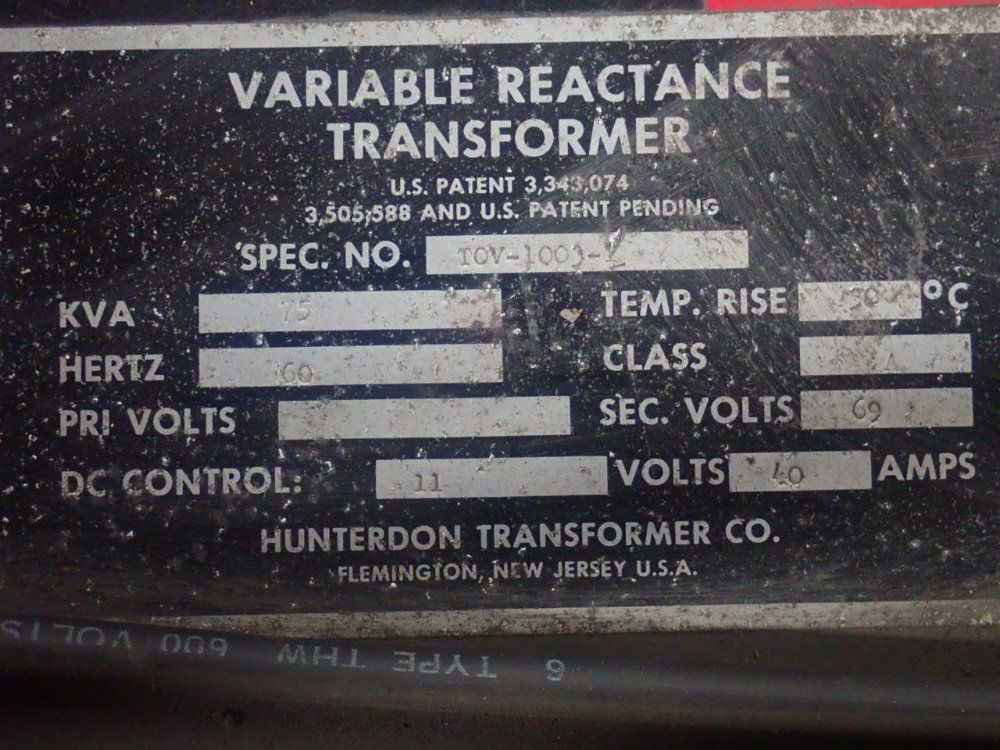 VARIABLE REACTANCE
TRANSFORMER
U.S. PATENT 3,343,074
3,505,588 AND U.S. PATENT PENDING
SPEC. NO. TOV-1003-
KVA 75 TEMP. RISE °C
HERTZ 60 CLASS A
PRI VOLTS SEC. VOLTS 69
DC CONTROL: 11 VOLTS 40 AMPS
HUNTERDON TRANSFORMER CO.
FLEMINGTON, NEW JERSEY U.S.A.
6 TYPE THW 600 VOLTS